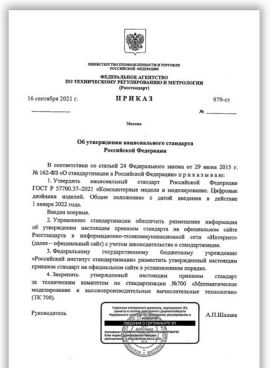 МИНИСТЕРСТВО ПРОМЫШЛЕННОСТИ И ТОРГОВЛИ
РОССИЙСКОЙ ФЕДЕРАЦИИ
ФЕДЕРАЛЬНОЕ АГЕНТСТВО
ПО ТЕХНИЧЕСКОМУ РЕГУЛИРОВАНИЮ И МЕТРОЛОГИИ
(Росстандарт)
П Р И К А З
16 сентября 2021 г.
979-ст
№
Москва
Об утверждении национального стандарта
Российской Федерации
В соответствии со статьей 24 Федерального закона от 29 июня 2015 г.
№ 162-ФЗ «О стандартизации в Российской Федерации» п р и к а з ы в а ю:
1. Утвердить национальный стандарт Российской Федерации
ГОСТ Р 57700.37–2021 «Компьютерные модели и моделирование. Цифровые
двойники изделий. Общие положения» с датой введения в действие
1 января 2022 года.
Введен впервые.
2. Управлению стандартизации обеспечить размещение информации
об утвержденном настоящим приказом стандарте на официальном сайте
Росстандарта в информационно-телекоммуникационной сети «Интернет»
(далее – официальный сайт) с учетом законодательства о стандартизации.
3. Федеральному государственному бюджетному учреждению
«Российский институт стандартизации» разместить утвержденный настоящим
приказом стандарт на официальном сайте в установленном порядке.
4. Закрепить утвержденный настоящим приказом стандарт
за техническим комитетом по стандартизации №700 «Математическое
моделирование и высокопроизводительные вычислительные технологии»
(ТК 700).
Руководитель
А.П.Шалаев
СВЕДЕНИЯ О СЕРТИФИКАТЕ ЭП